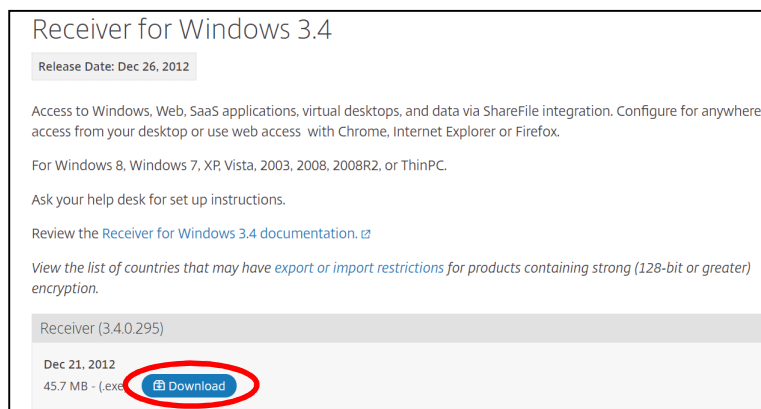 Receiver for Windows 3.4
Release Date: Dec 26, 2012
Access to Windows, Web, SaaS applications, virtual desktops, and data via ShareFile integration. Configure for anywhere
access from your desktop or use web access with Chrome, Internet Explorer or Firefox.
For Windows 8, Windows 7, XP, Vista, 2003, 2008, 2008R2, or ThinPC.
Ask your help desk for set up instructions.
Review the Receiver for Windows 3.4 documentation.
View the list of countries that may have export or import restrictions for products containing strong (128-bit or greater)
encryption.
Receiver (3.4.0.295)
Dec 21, 2012
45.7 MB - (.exe Download